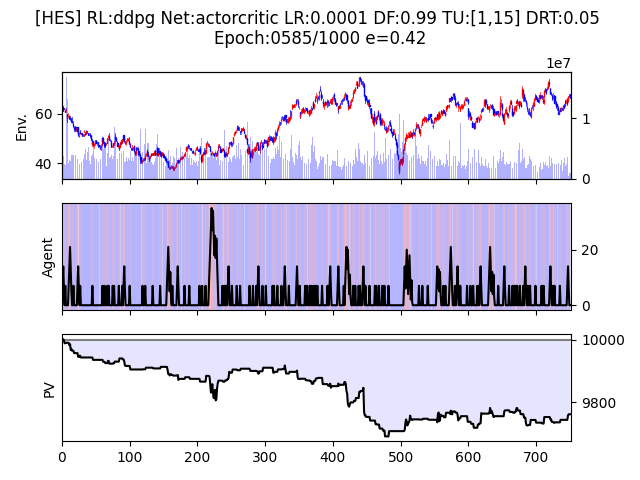 [HES] RL:ddpg Net:actorcritic LR:0.0001 DF:0.99 TU:[1,15] DRT:0.05
Epoch:0585/1000 e=0.42
1e7
Env.
60
40
1
0
Agent
20
0
PV
10000
9800
0 100 200 300 400 500 600 700